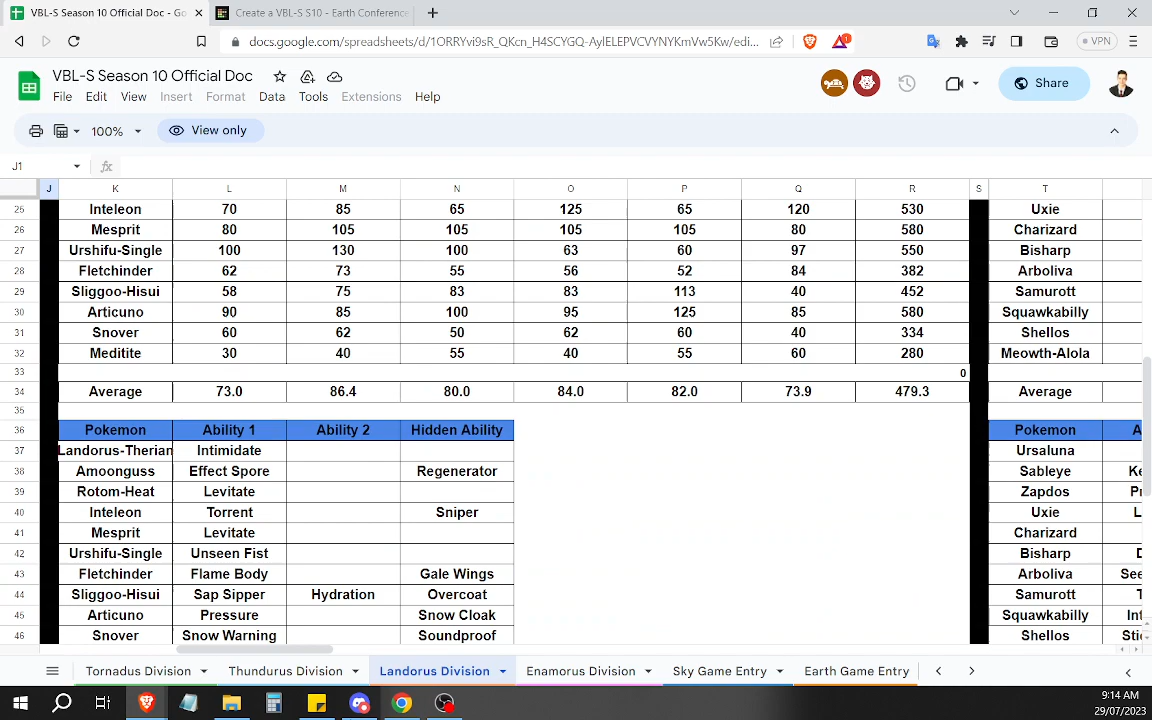 VBL-S Season 10 Official Doc - Go
Create a VBL-S S10 - Earth Conference
docs.google.com/spreadsheets/d/1ORRYvi9sR_QKcn_H4SCYGQ-AylELEPVCVYNYKmVw5Kw/edi...
1
VPN
VBL-S Season 10 Official Doc
File Edit View Insert Format Data Tools Extensions Help
Share
100% View only
J1 fx
J K L M N O P Q R S T
25 Inteleon 70 85 65 125 65 120 530 Uxie
26 Mesprit 80 105 105 105 105 80 580 Charizard
27 Urshifu-Single 100 130 100 63 60 97 550 Bisharp
28 Fletchinder 62 73 55 56 52 84 382 Arboliva
29 Sliggoo-Hisui 58 75 83 83 113 40 452 Samurott
30 Articuno 90 85 100 95 125 85 580 Squawkabilly
31 Snover 60 62 50 62 60 40 334 Shellos
32 Meditite 30 40 55 40 55 60 280 Meowth-Alola
33 0
34 Average 73.0 86.4 80.0 84.0 82.0 73.9 479.3 Average
35
36 Pokemon Ability 1 Ability 2 Hidden Ability Pokemon A
37 Landorus-Therian Intimidate Ursaluna
38 Amoonguss Effect Spore Regenerator Sableye Ke
39 Rotom-Heat Levitate Zapdos Pr
40 Inteleon Torrent Sniper Uxie L
41 Mesprit Levitate Charizard
42 Urshifu-Single Unseen Fist Bisharp D
43 Fletchinder Flame Body Gale Wings Arboliva See
44 Sliggoo-Hisui Sap Sipper Hydration Overcoat Samurott T
45 Articuno Pressure Snow Cloak Squawkabilly Int
46 Snover Snow Warning Soundproof Shellos Stic
Tornadus Division Thundurus Division Landorus Division Enamorus Division Sky Game Entry Earth Game Entry
9:14 AM
29/07/2023